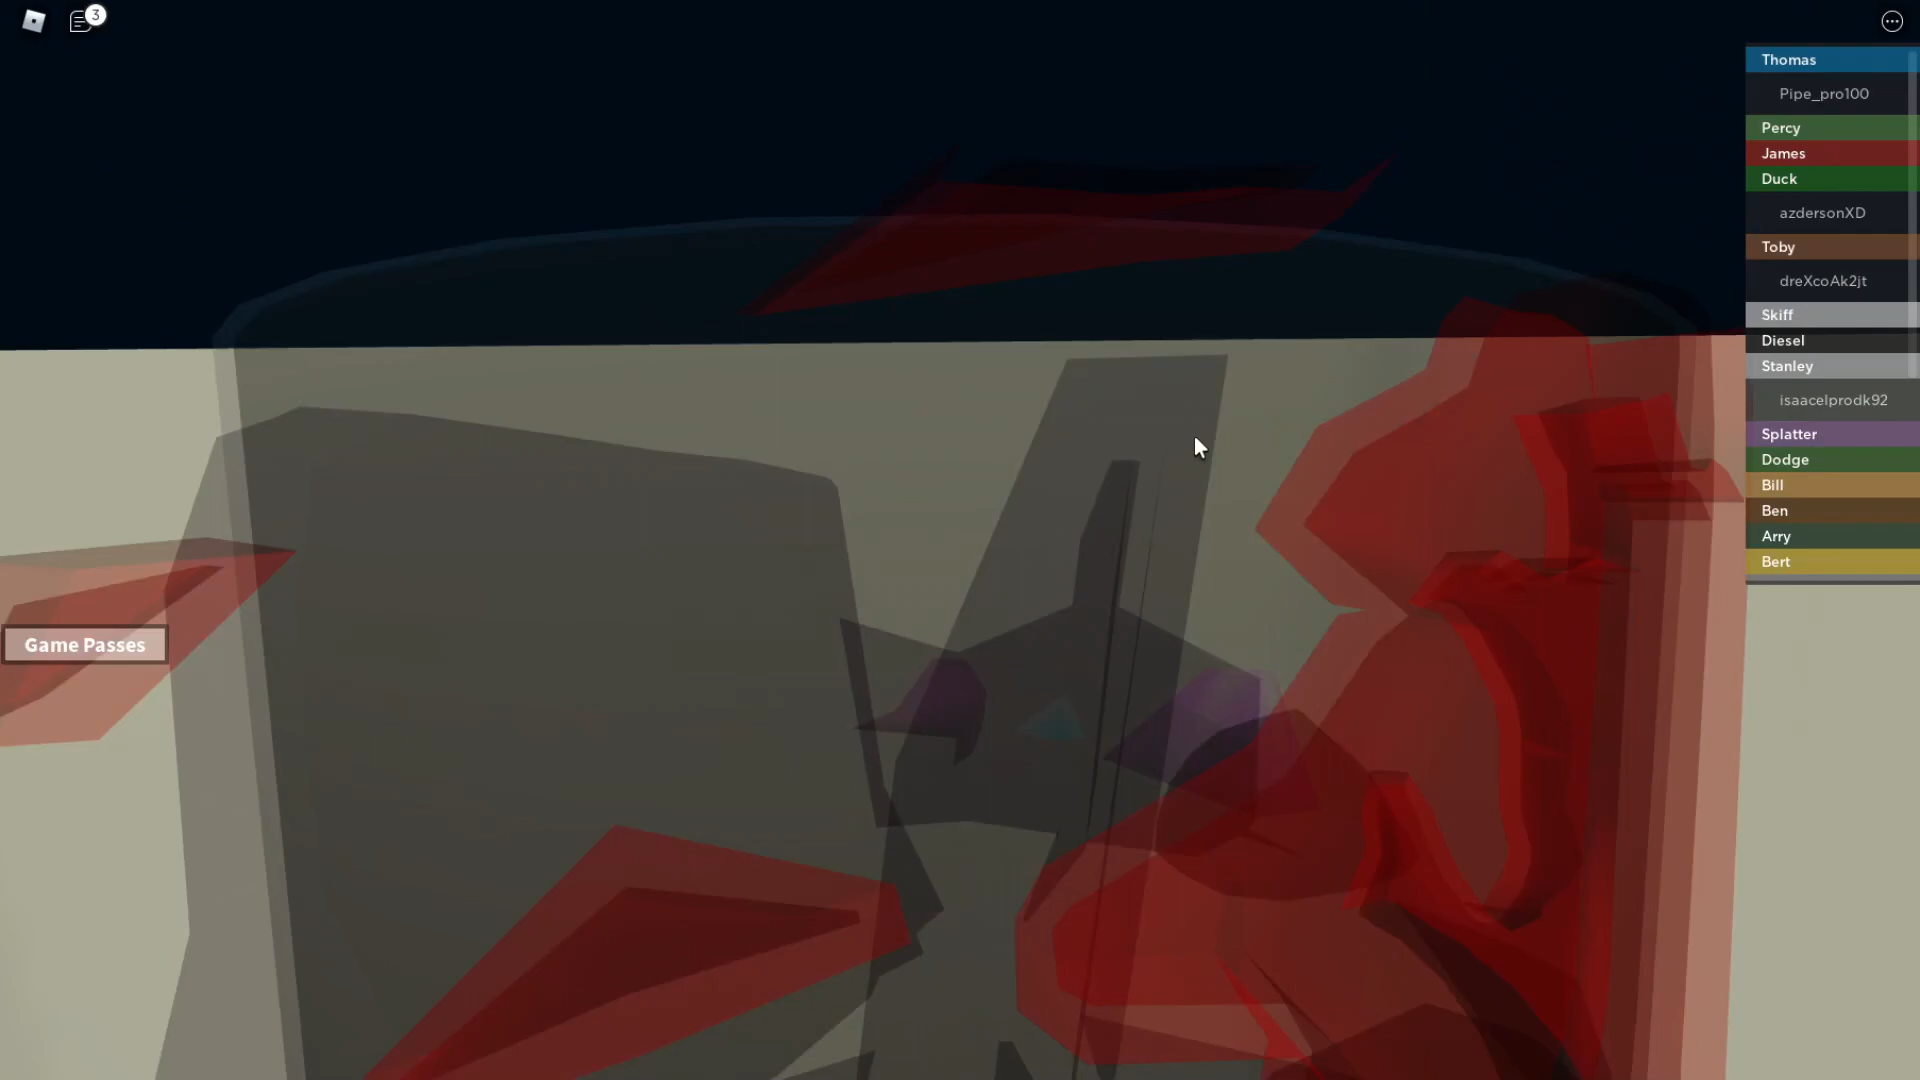 3
Thomas
Pipe_pro100
Percy
James
Duck
azdersonXD
Toby
dreXcoAk2jt
Skiff
Diesel
Stanley
isaacelprodk92
Splatter
Dodge
Bill
Ben
Arry
Bert
Game Passes